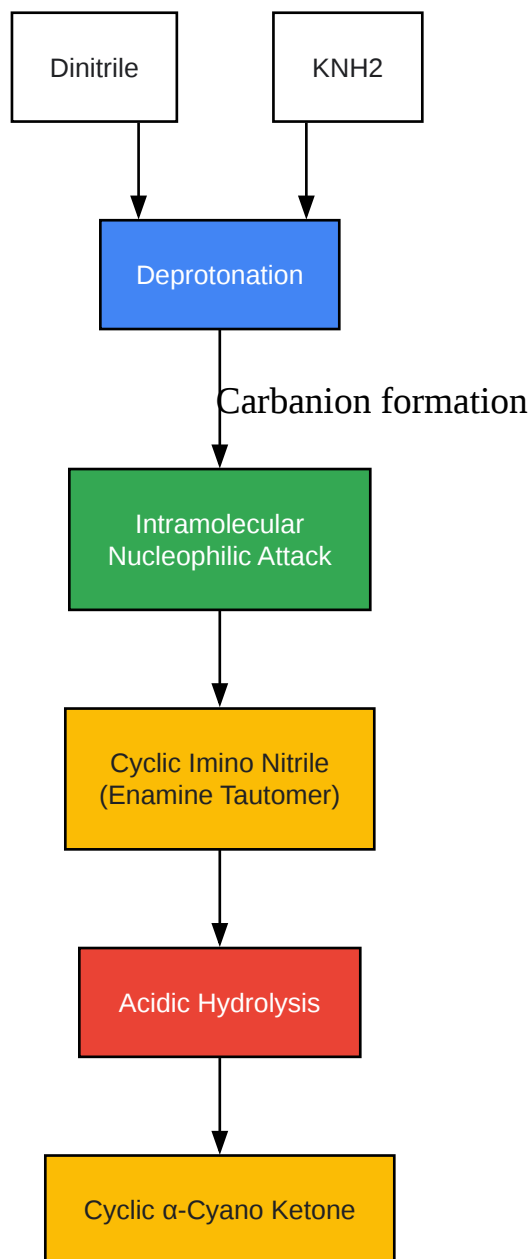 Dinitrile
KNH2
Deprotonation
Carbanion formation
Intramolecular
Nucleophilic Attack
Cyclic Imino Nitrile
(Enamine Tautomer)
Acidic Hydrolysis
Cyclic α-Cyano Ketone